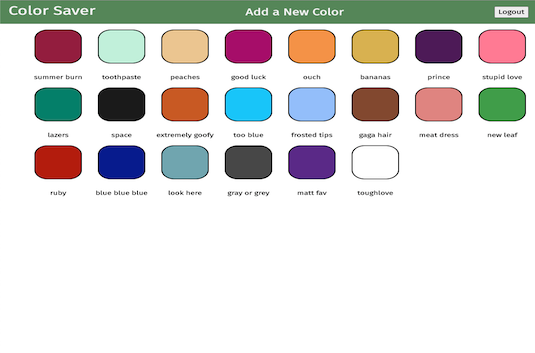 Color Saver
Add a New Color
Logout
summer burn
toothpaste
peaches
good luck
ouch
bananas
prince
stupid love
lazers
space
extremely goofy
too blue
frosted tips
gaga hair
meat dress
new leaf
ruby
blue blue blue
look here
gray or grey
matt fav
toughlove